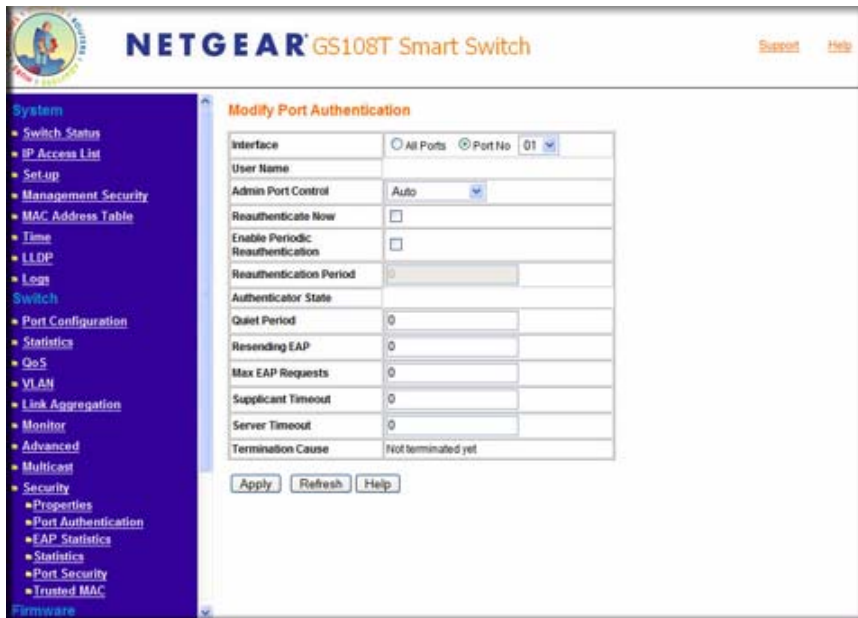 NETGEAR GS108T Smart Switch
Support Help
System
Switch Status
IP Access List
Set-up
Management Security
MAC Address Table
Time
LLDP
Logs
Switch
Port Configuration
Statistics
QoS
VLAN
Link Aggregation
Monitor
Advanced
Multicast
Security
Properties
Port Authentication
EAP Statistics
Statistics
Port Security
Trusted MAC
Firmware
Modify Port Authentication
Interface All Ports Port No 01
User Name
Admin Port Control Auto
Reauthenticate Now
Enable Periodic
Reauthentication
Reauthentication Period 0
Authenticator State
Quiet Period 0
Resending EAP 0
Max EAP Requests 0
Supplicant Timeout 0
Server Timeout 0
Termination Cause Not terminated yet
Apply Refresh Help